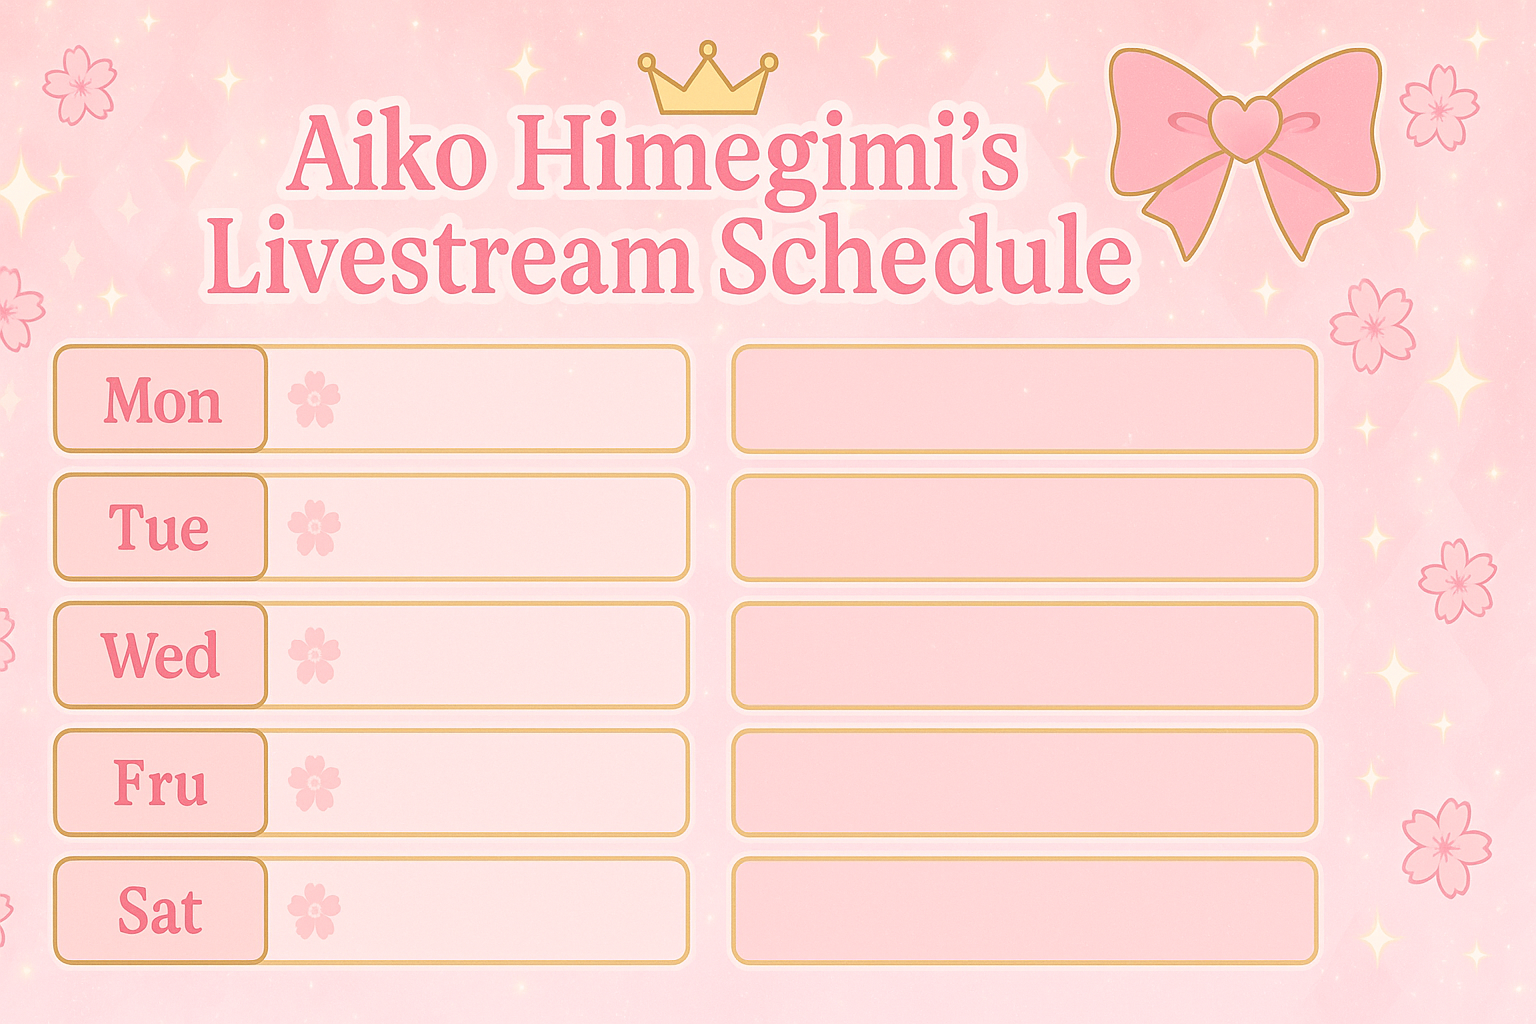 Aiko Himegimi’s
Livestream Schedule
Mon
Tue
Wed
Fru
Sat